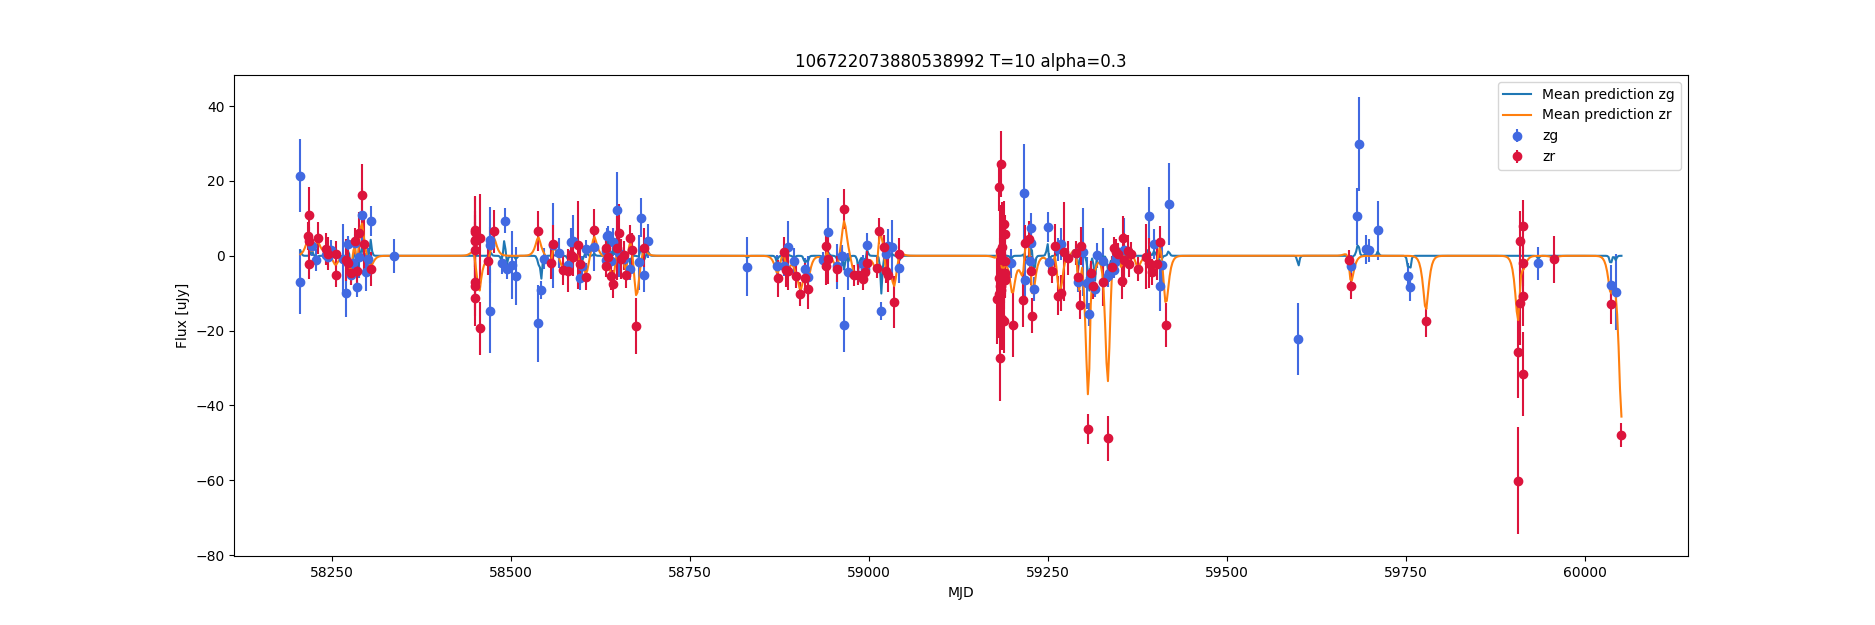 106722073880538992 T=10 alpha=0.3
Mean prediction zg
Mean prediction zr
zg
zr
Flux [uJy]
40
20
0
−20
−40
−60
−80
58250 58500 58750 59000 59250 59500 59750 60000
MJD